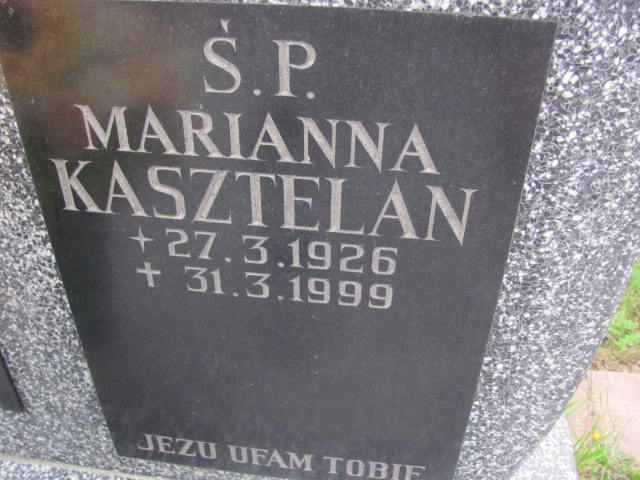 Ś.P.
MARIANNA
KASZTELAN
✦ 27.3.1926
✝ 31.3.1999
JEZU UFAM TOBIE